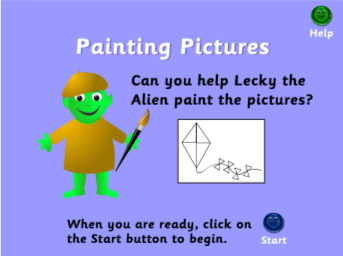 Help
Painting Pictures
Can you help Lecky the
Alien paint the pictures?
When you are ready, click on
the Start button to begin.
Start